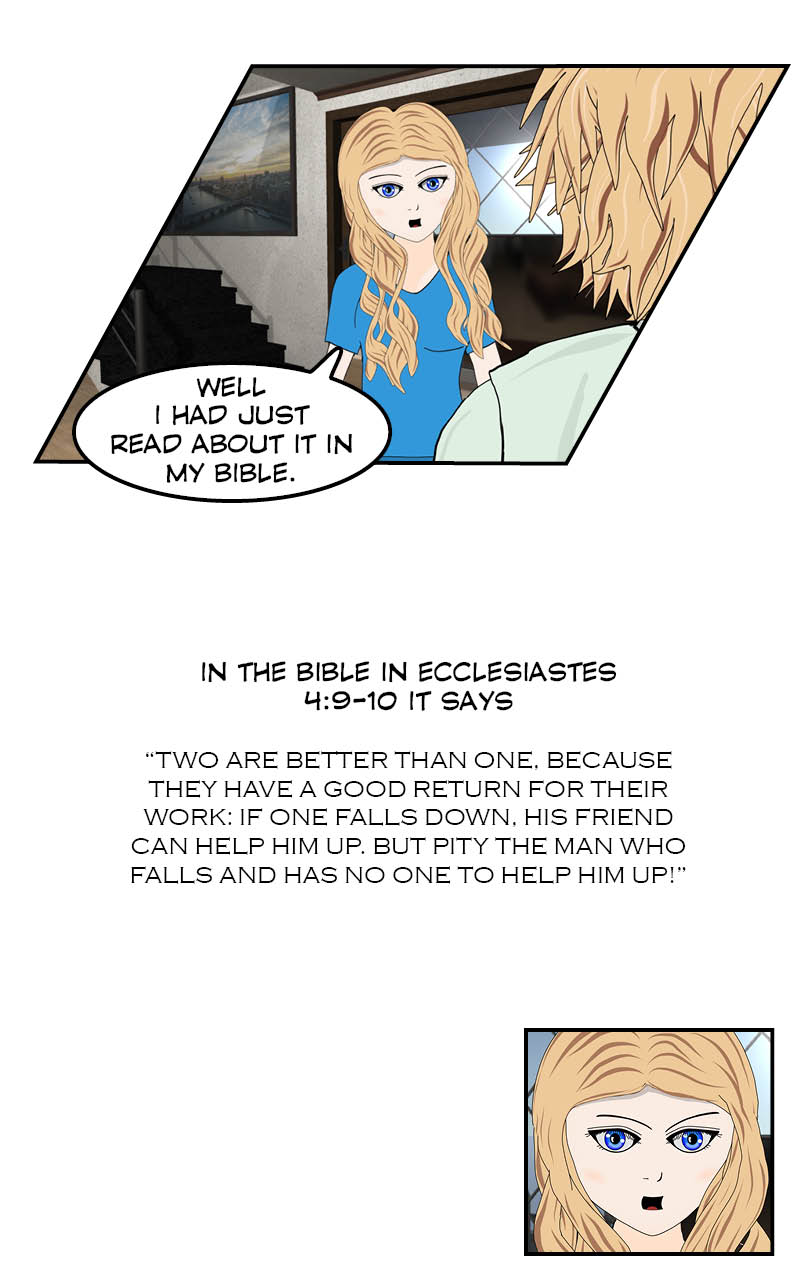 WELL
I HAD JUST
READ ABOUT IT IN
MY BIBLE.
IN THE BIBLE IN ECCLESIASTES
4:9-10 IT SAYS
“TWO ARE BETTER THAN ONE, BECAUSE
THEY HAVE A GOOD RETURN FOR THEIR
WORK: IF ONE FALLS DOWN, HIS FRIEND
CAN HELP HIM UP. BUT PITY THE MAN WHO
FALLS AND HAS NO ONE TO HELP HIM UP!”